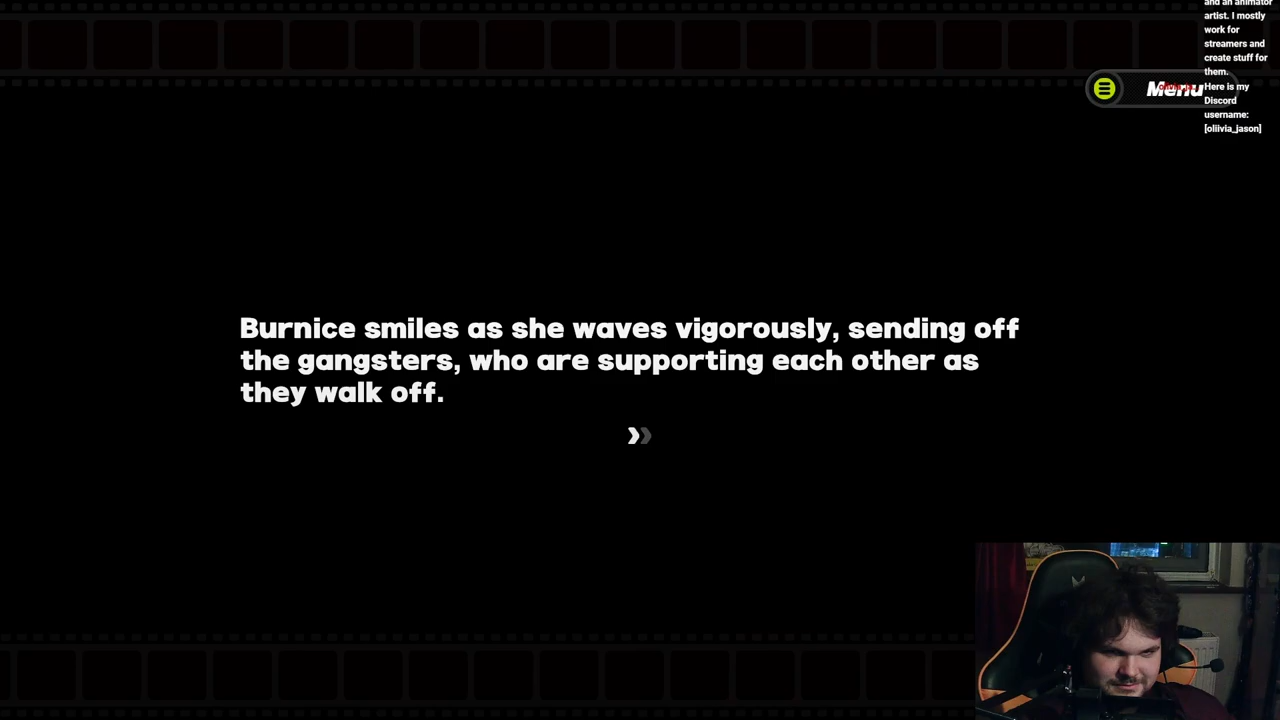 and an animator
artist. I mostly
work for
streamers and
create stuff for
them.
Here is my
Discord
username:
[oliivia_jason]
Menu
Burnice smiles as she waves vigorously, sending off
the gangsters, who are supporting each other as
they walk off.